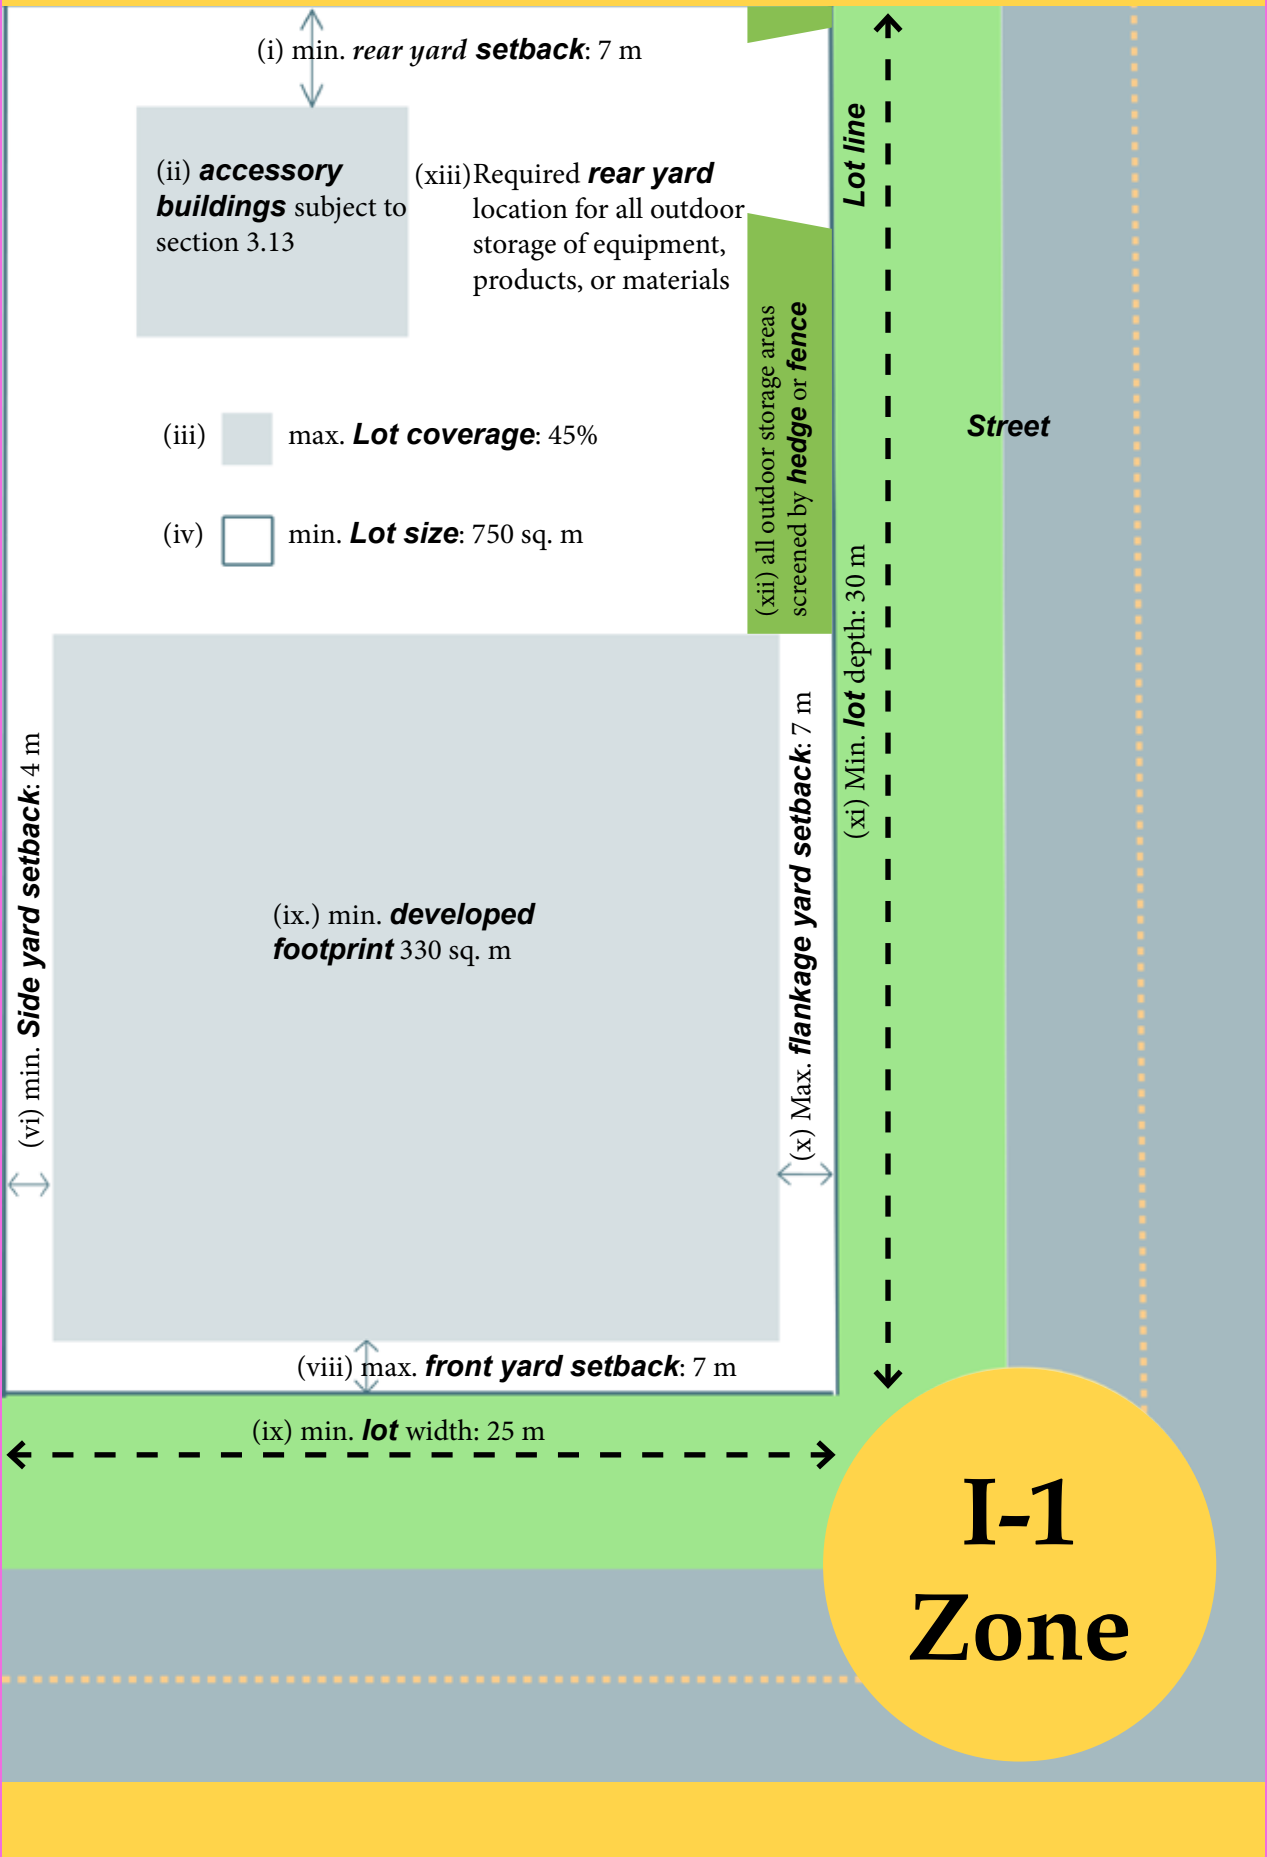 (i) min. rear yard setback: 7 m
(ii) accessory
buildings subject to
section 3.13
(xiii) Required rear yard
location for all outdoor
storage of equipment,
products, or materials
Lot line
(xii) all outdoor storage areas
screened by hedge or fence
Street
(iii) max. Lot coverage: 45%
(iv) min. Lot size: 750 sq. m
(xi) Min. lot depth: 30 m
(vi) min. Side yard setback: 4 m
(ix.) min. developed
footprint 330 sq. m
(x) Max. flankage yard setback: 7 m
(viii) max. front yard setback: 7 m
(ix) min. lot width: 25 m
I-1
Zone